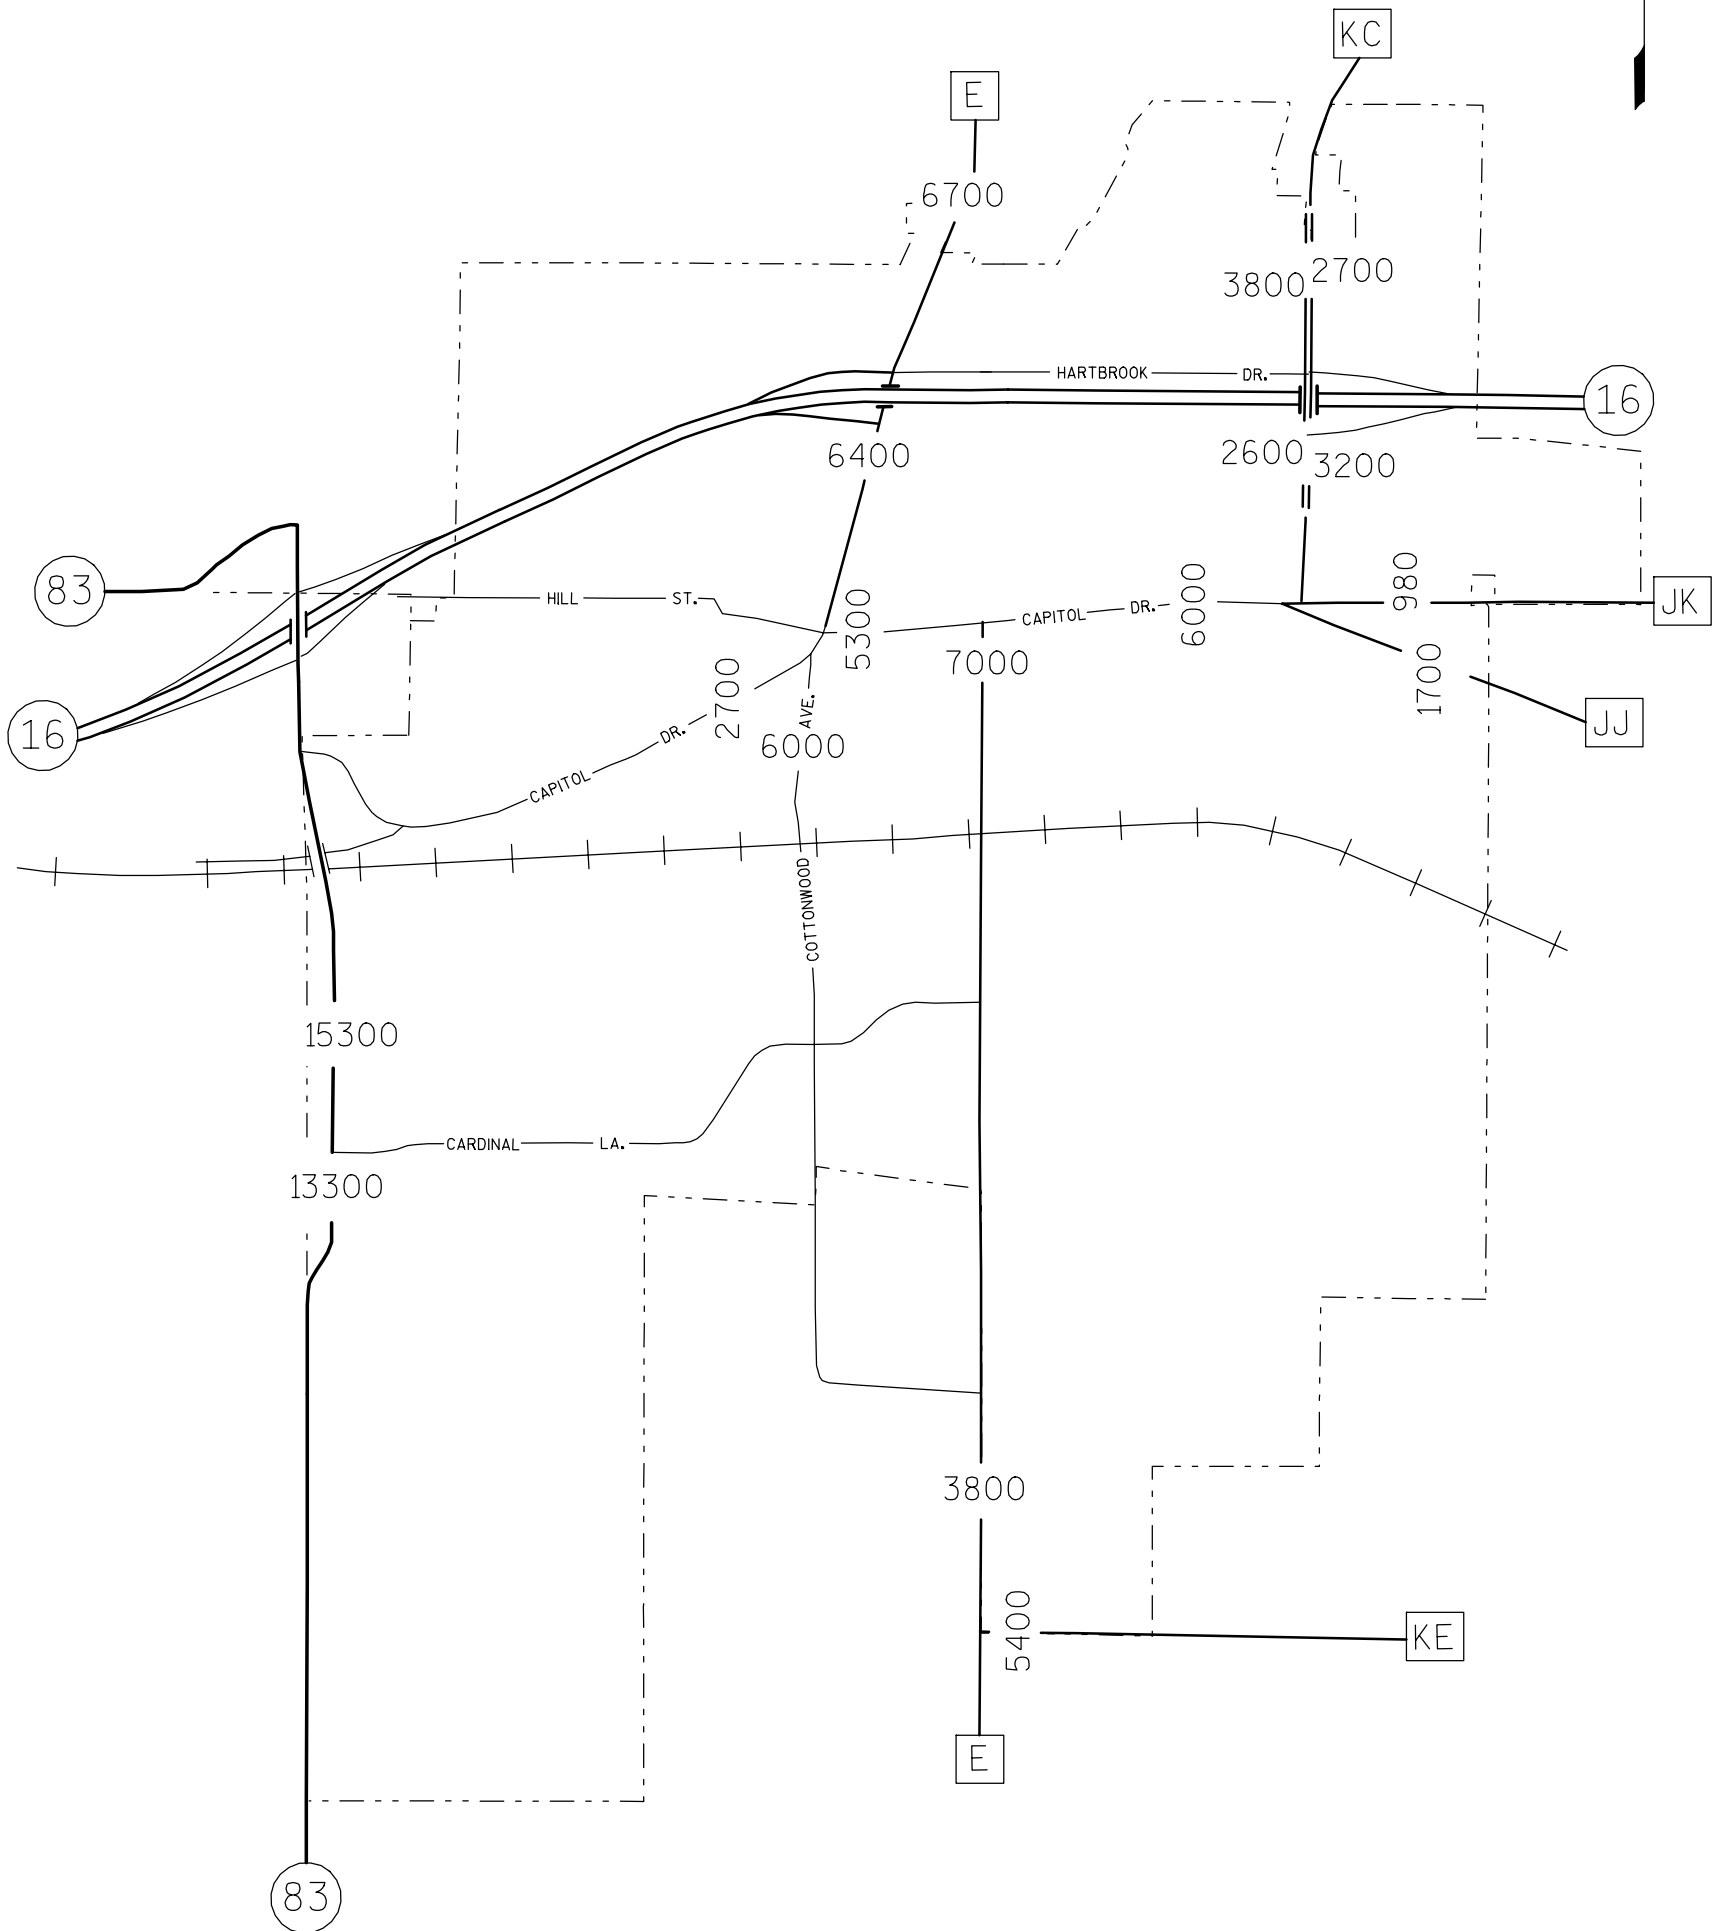 KC
E
6700
3800
2700
HARTBROOK DR.
16
6400
2600
3200
83
HILL ST.
5300
CAPITOL DR.
6000
980
JK
7000
2700
1700
JJ
16
AVE.
6000
CAPITOL DR.
COTTONWOOD
15300
CARDINAL LA.
13300
3800
5400
KE
E
83